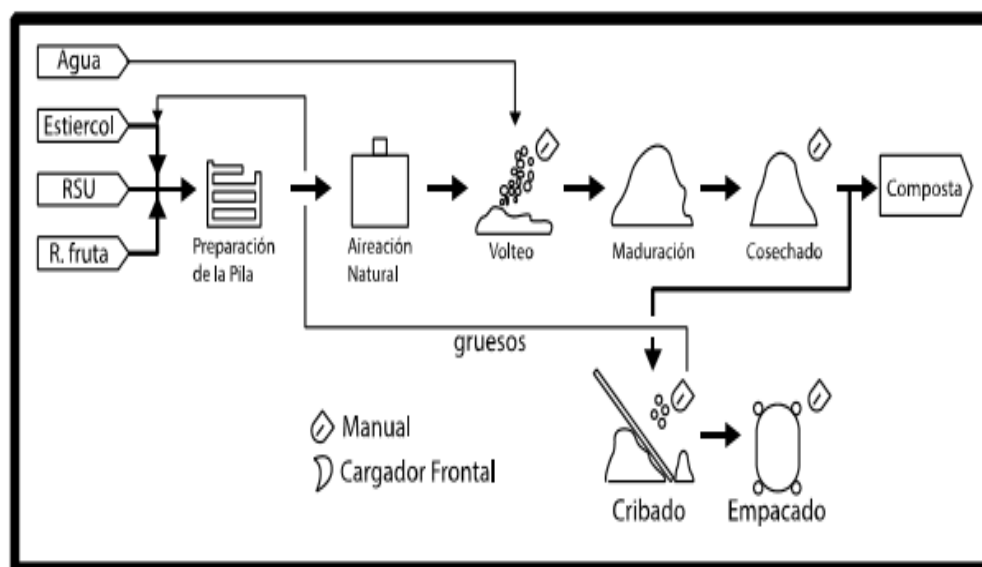 Agua
Estiercol
RSU
R. fruta
Preparación
de la Pila
Aireación
Natural
Volteo
Maduración
Cosechado
Composta
gruesos
Manual
Cargador Frontal
Cribado
Empacado